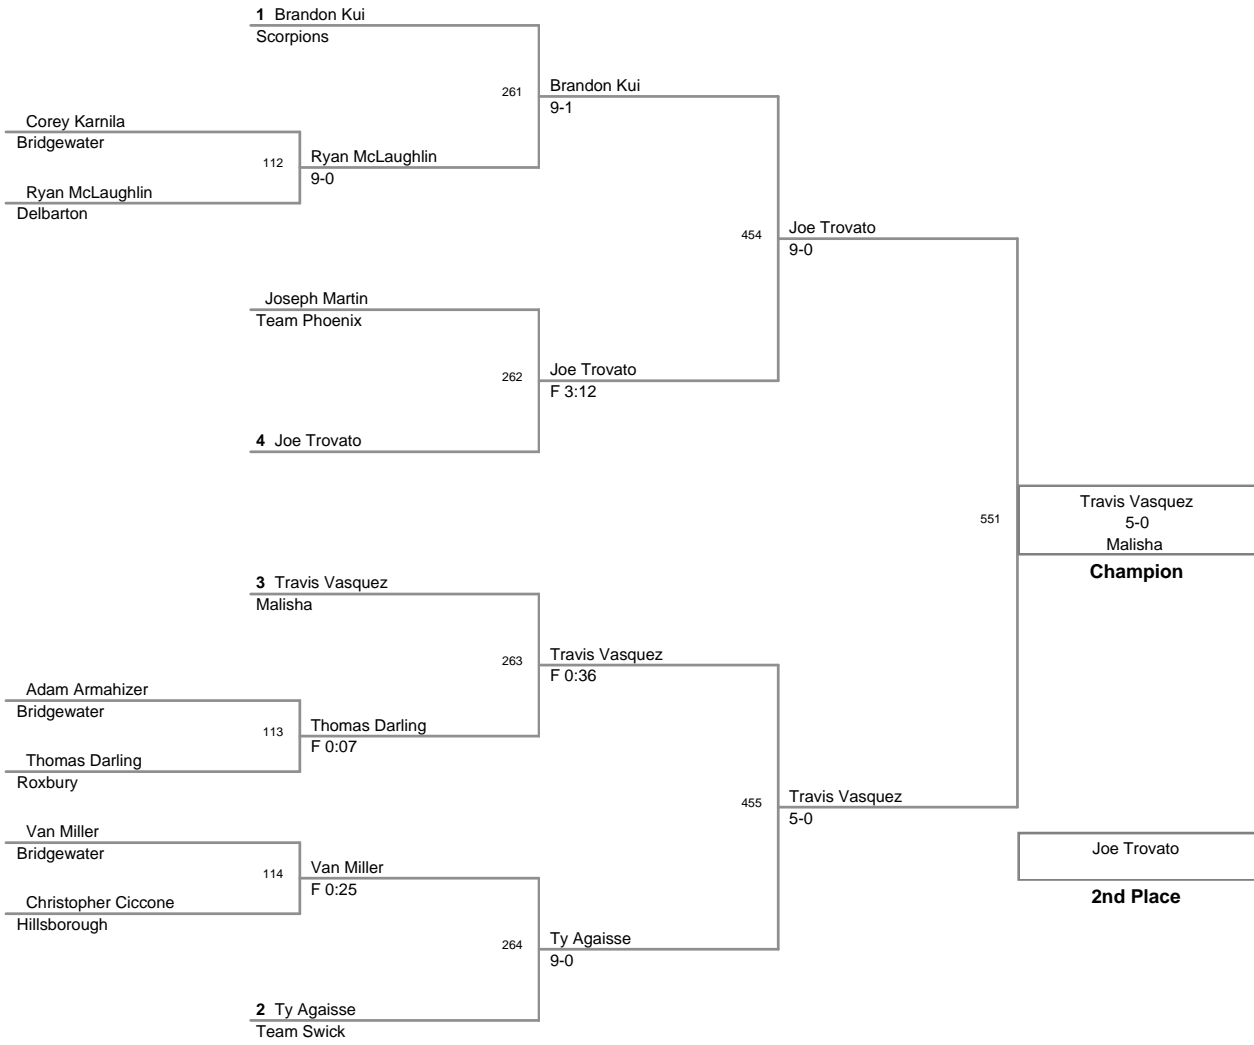 1 Brandon Kui
Scorpions
261
Brandon Kui
9-1
Corey Karnila
Bridgewater
112
Ryan McLaughlin
9-0
Ryan McLaughlin
Delbarton
454
Joe Trovato
9-0
Joseph Martin
Team Phoenix
262
Joe Trovato
F 3:12
4 Joe Trovato
551
Travis Vasquez
5-0
Malisha
Champion
3 Travis Vasquez
Malisha
263
Travis Vasquez
F 0:36
Adam Armahizer
Bridgewater
113
Thomas Darling
F 0:07
Thomas Darling
Roxbury
455
Travis Vasquez
5-0
Van Miller
Bridgewater
114
Van Miller
F 0:25
Christopher Ciccone
Hillsborough
264
Ty Agaisse
9-0
2 Ty Agaisse
Team Swick
Joe Trovato
2nd Place